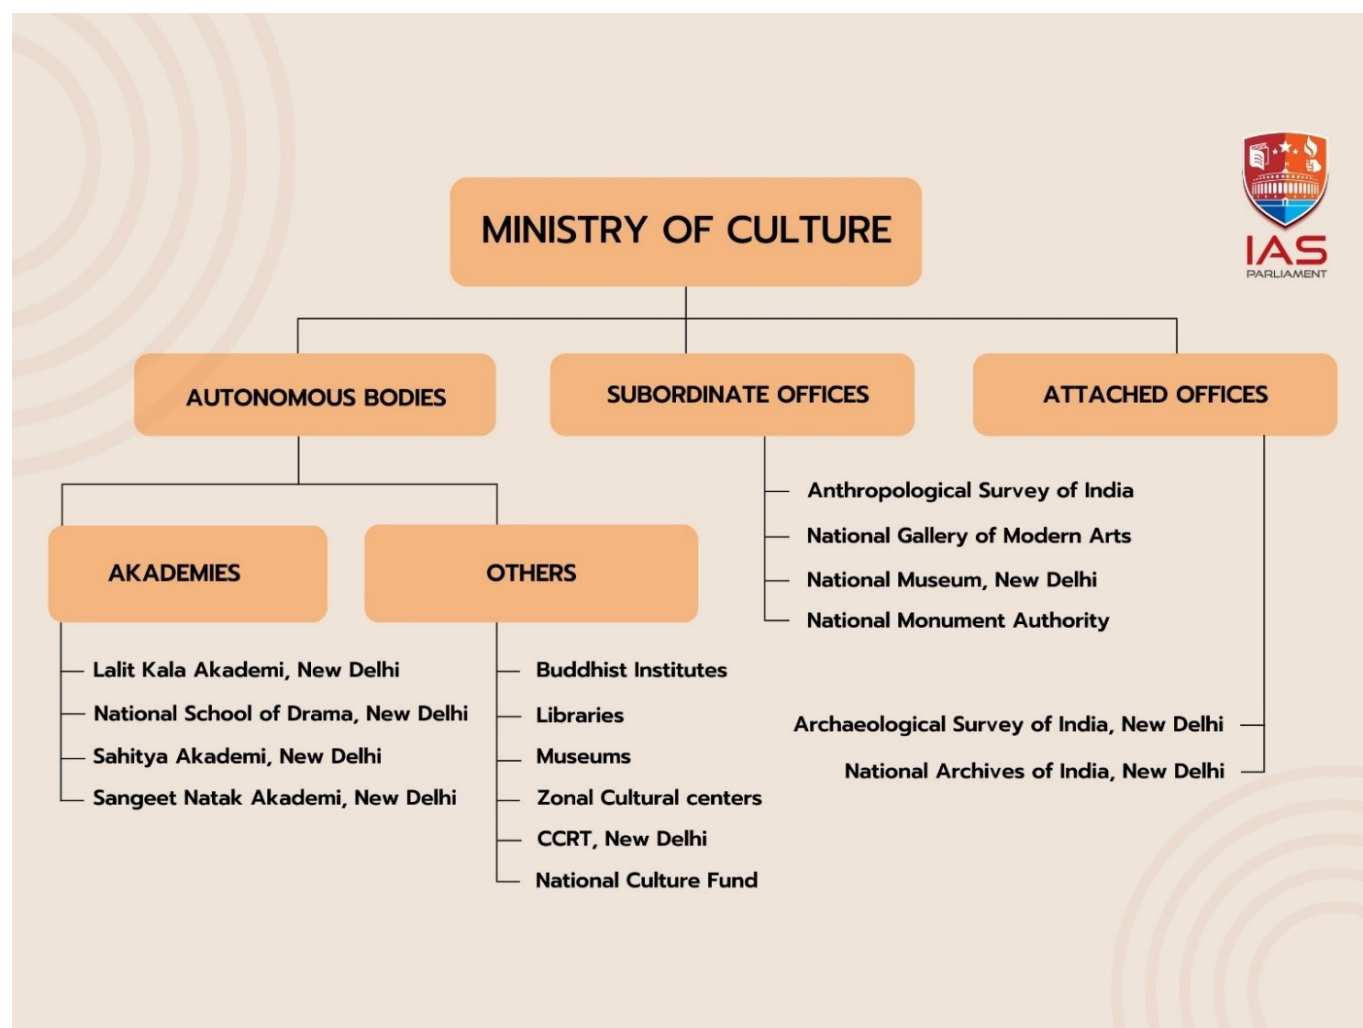 IAS
PARLIAMENT
MINISTRY OF CULTURE
AUTONOMOUS BODIES
SUBORDINATE OFFICES
ATTACHED OFFICES
AKADEMIES
Lalit Kala Akademi, New Delhi
National School of Drama, New Delhi
Sahitya Akademi, New Delhi
Sangeet Natak Akademi, New Delhi
OTHERS
Buddhist Institutes
Libraries
Museums
Zonal Cultural centers
CCRT, New Delhi
National Culture Fund
Anthropological Survey of India
National Gallery of Modern Arts
National Museum, New Delhi
National Monument Authority
Archaeological Survey of India, New Delhi
National Archives of India, New Delhi